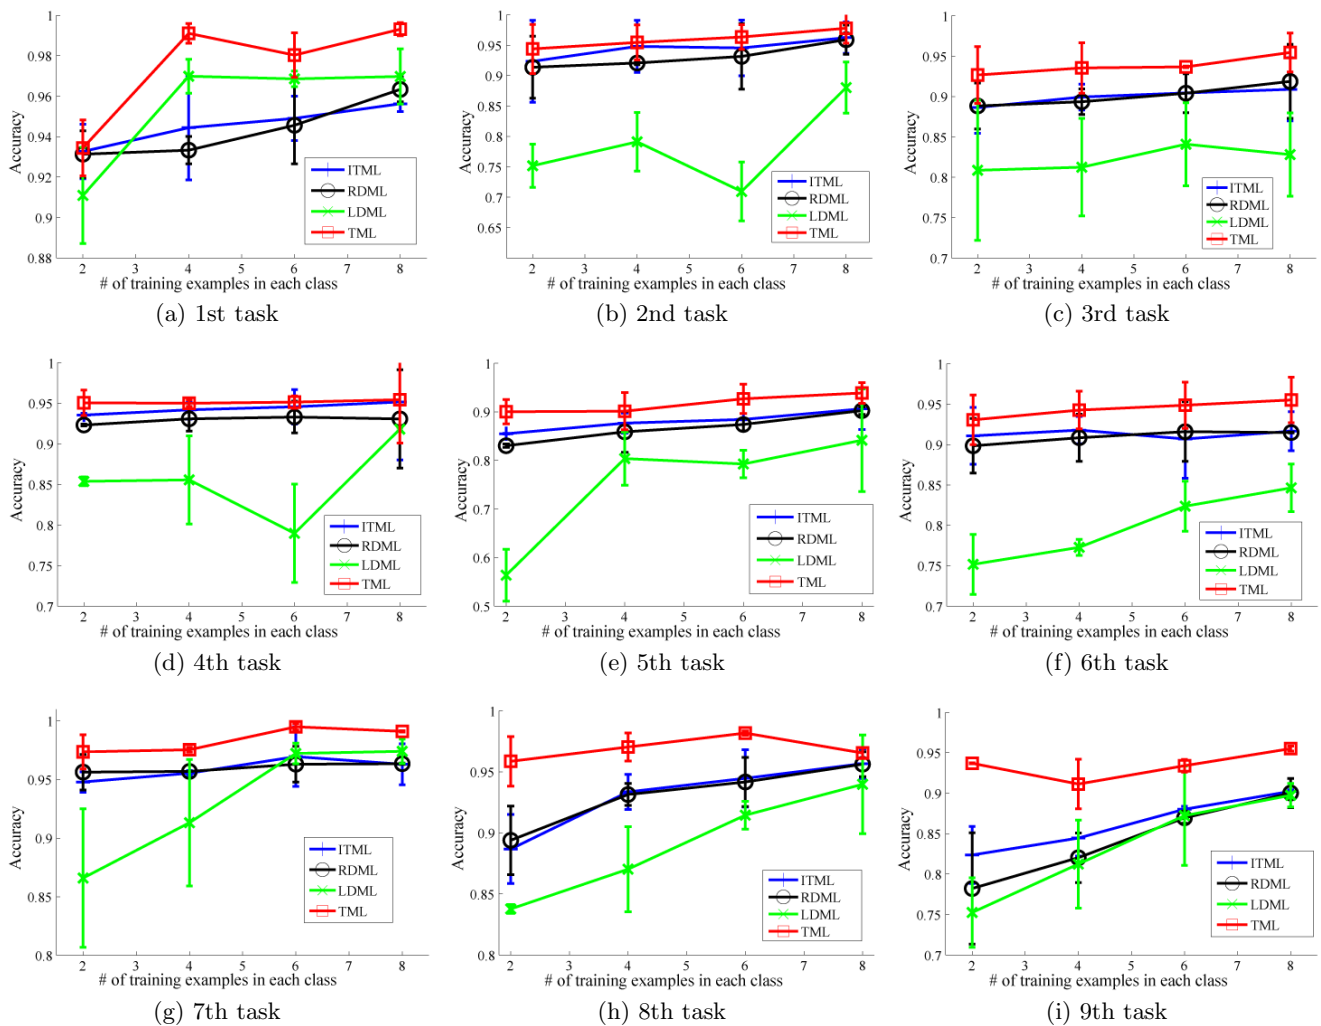 1
0.98
0.96
0.94
0.92
0.9
0.88
Accuracy
2 3 4 5 6 7 8
# of training examples in each class
ITML
RDML
LDML
TML
(a) 1st task
1
0.95
0.9
0.85
0.8
0.75
0.7
0.65
Accuracy
2 3 4 5 6 7 8
# of training examples in each class
ITML
RDML
LDML
TML
(b) 2nd task
1
0.95
0.9
0.85
0.8
0.75
0.7
Accuracy
2 3 4 5 6 7 8
# of training examples in each class
ITML
RDML
LDML
TML
(c) 3rd task
1
0.95
0.9
0.85
0.8
0.75
0.7
Accuracy
2 3 4 5 6 7 8
# of training examples in each class
ITML
RDML
LDML
TML
(d) 4th task
1
0.9
0.8
0.7
0.6
0.5
Accuracy
2 3 4 5 6 7 8
# of training examples in each class
ITML
RDML
LDML
TML
(e) 5th task
1
0.95
0.9
0.85
0.8
0.75
0.7
Accuracy
2 3 4 5 6 7 8
# of training examples in each class
ITML
RDML
LDML
TML
(f) 6th task
1
0.95
0.9
0.85
0.8
Accuracy
2 3 4 5 6 7 8
# of training examples in each class
ITML
RDML
LDML
TML
(g) 7th task
1
0.95
0.9
0.85
0.8
Accuracy
2 3 4 5 6 7 8
# of training examples in each class
ITML
RDML
LDML
TML
(h) 8th task
1
0.95
0.9
0.85
0.8
0.75
0.7
Accuracy
2 3 4 5 6 7 8
# of training examples in each class
ITML
RDML
LDML
TML
(i) 9th task